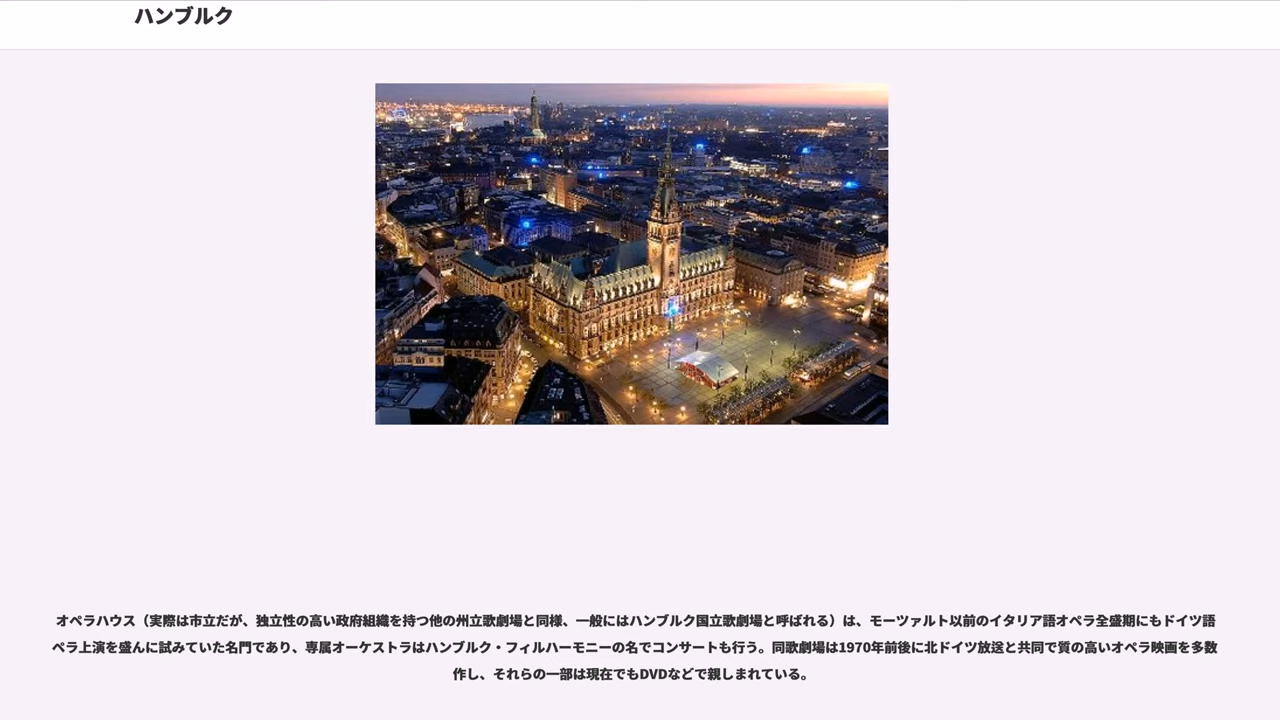 ハンブルク
オペラハウス（実際は市立だが、独立性の高い政府組織を持つ他の州立歌劇場と同様、一般にはハンブルク国立歌劇場と呼ばれる）は、モーツァルト以前のイタリア語オペラ全盛期にもドイツ語
ペラ上演を盛んに試みていた名門であり、専属オーケストラはハンブルク・フィルハーモニーの名でコンサートも行う。同歌劇場は1970年前後に北ドイツ放送と共同で質の高いオペラ映画を多数
作し、それらの一部は現在でもDVDなどで親しまれている。